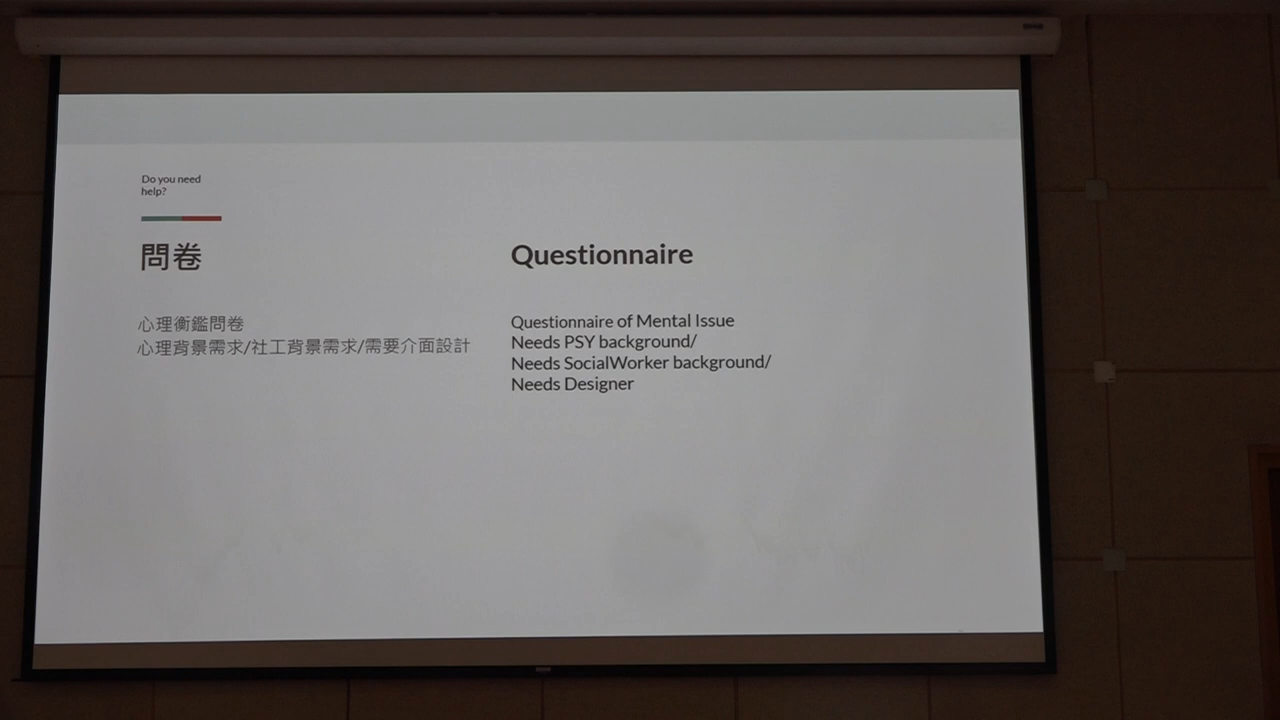 Do you need
help?
問卷
心理衡鑑問卷
心理背景需求/社工背景需求/需要介面設計
Questionnaire
Questionnaire of Mental Issue
Needs PSY background/
Needs SocialWorker background/
Needs Designer